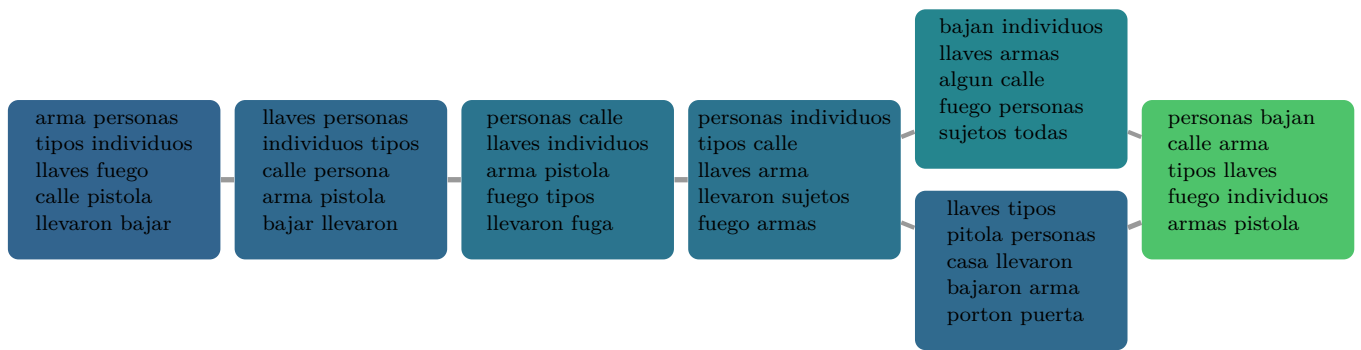 arma personas
tipos individuos
llaves fuego
calle pistola
llevaron bajar
llaves personas
individuos tipos
calle persona
arma pistola
bajar llevaron
personas calle
llaves individuos
arma pistola
fuego tipos
llevaron fuga
personas individuos
tipos calle
llaves arma
llevaron sujetos
fuego armas
bajan individuos
llaves armas
algun calle
fuego personas
sujetos todas
llaves tipos
pitola personas
casa llevaron
bajaron arma
porton puerta
personas bajan
calle arma
tipos llaves
fuego individuos
armas pistola